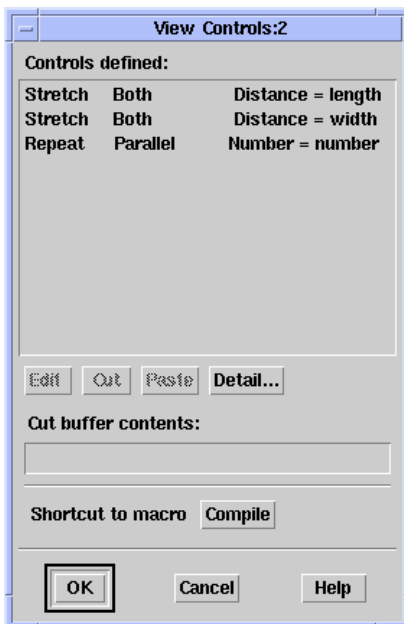 View Controls:2
Controls defined:
Stretch Both Distance = length
Stretch Both Distance = width
Repeat Parallel Number = number
Edit Cut Paste Detail...
Cut buffer contents:
Shortcut to macro Compile
OK Cancel Help